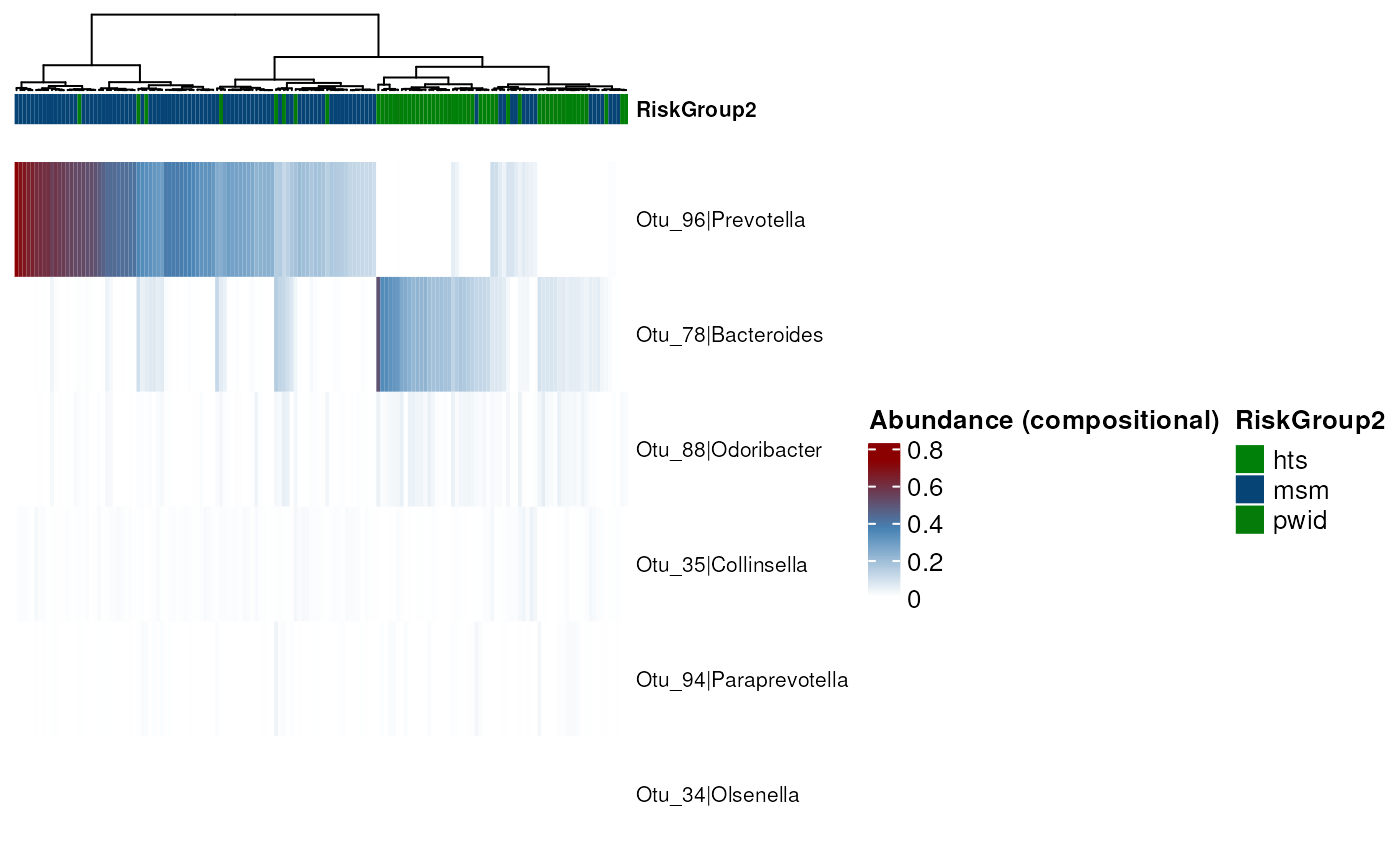 RiskGroup2
Otu_96|Prevotella
Otu_78|Bacteroides
Otu_88|Odoribacter
Otu_35|Collinsella
Otu_94|Paraprevotella
Otu_34|Olsenella
Abundance (compositional)
0.8
0.6
0.4
0.2
0
RiskGroup2
hts
msm
pwid